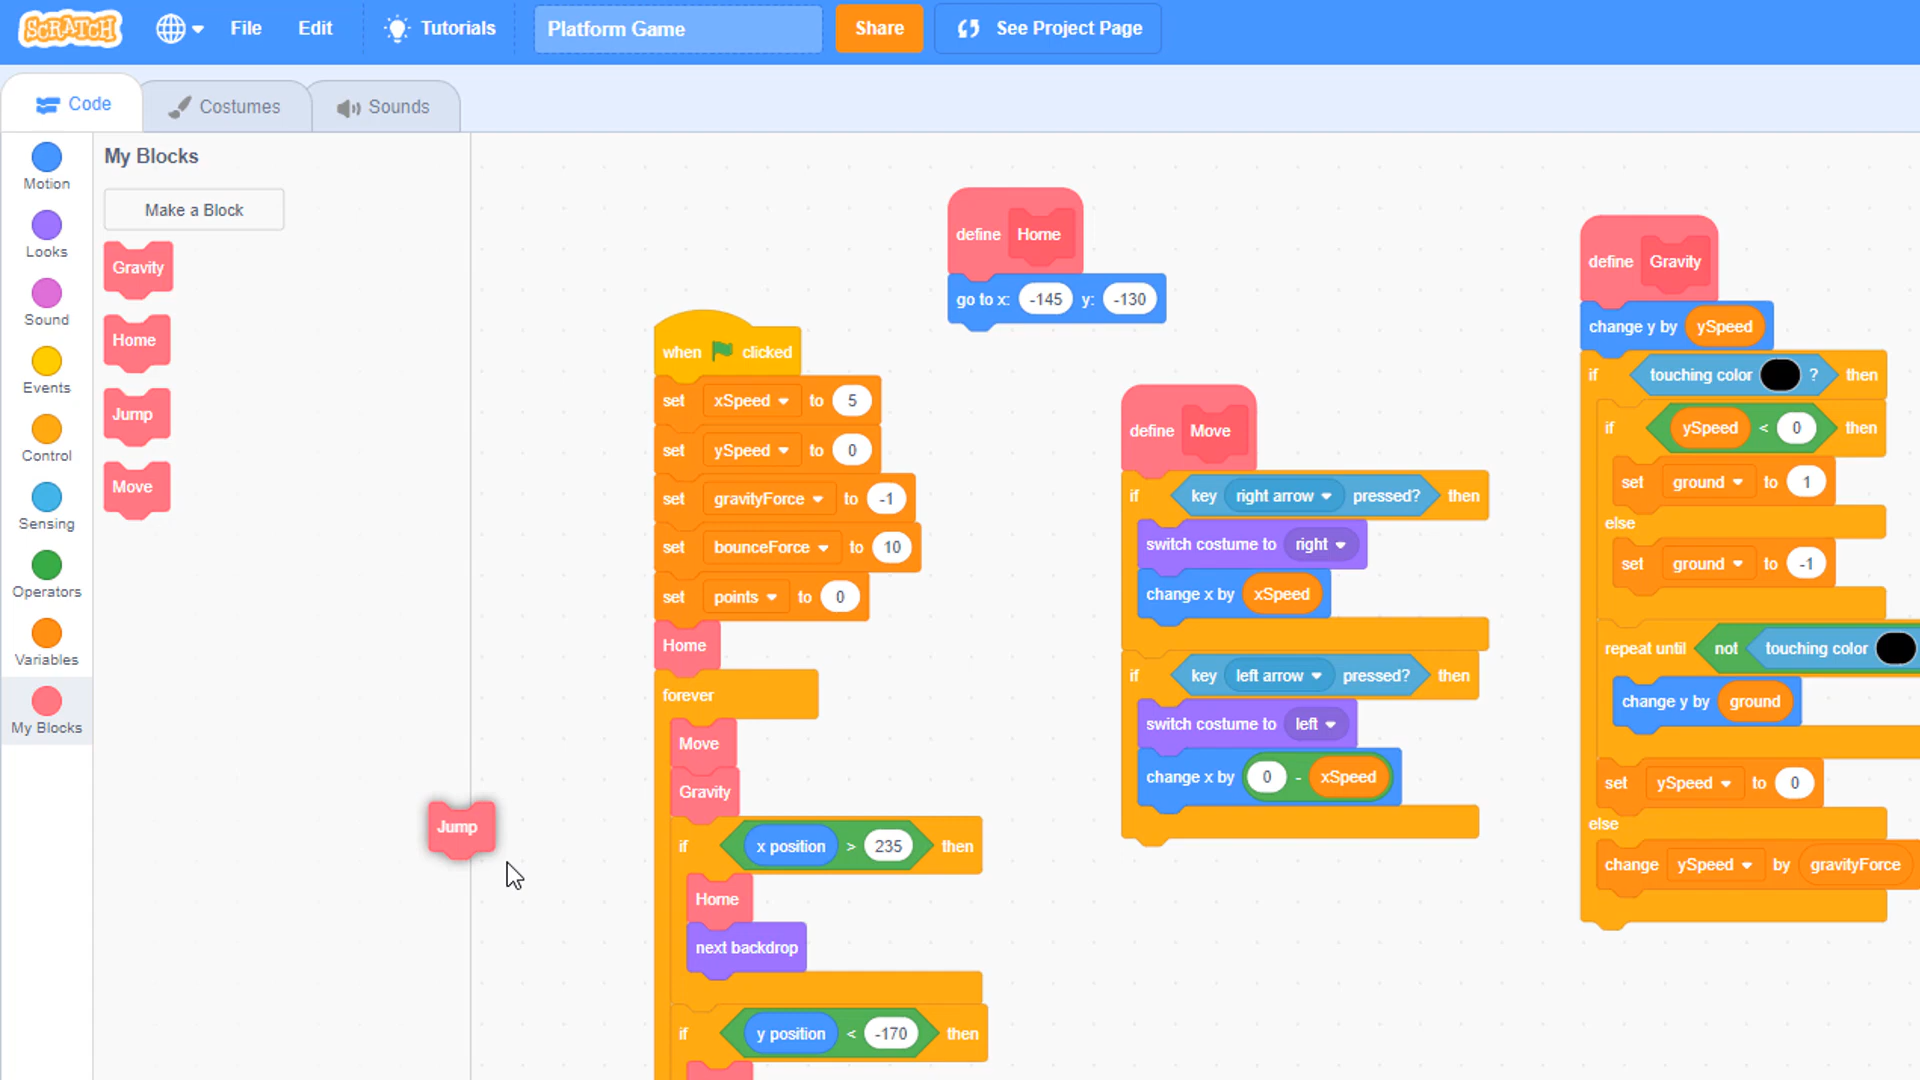 SCRATCH File Edit Tutorials Platform Game Share See Project Page
Code Costumes Sounds
Motion
Looks
Sound
Events
Control
Sensing
Operators
Variables
My Blocks
My Blocks
Make a Block
Gravity
Home
Jump
Move
Jump
when clicked
set xSpeed to 5
set ySpeed to 0
set gravityForce to -1
set bounceForce to 10
set points to 0
Home
forever
Move
Gravity
if x position > 235 then
Home
next backdrop
if y position < -170 then
define Home
go to x: -145 y: -130
define Move
if key right arrow pressed? then
switch costume to right
change x by xSpeed
if key left arrow pressed? then
switch costume to left
change x by 0 - xSpeed
define Gravity
change y by ySpeed
if touching color ? then
if ySpeed < 0 then
set ground to 1
else
set ground to -1
repeat until not touching color
change y by ground
set ySpeed to 0
else
change ySpeed by gravityForce